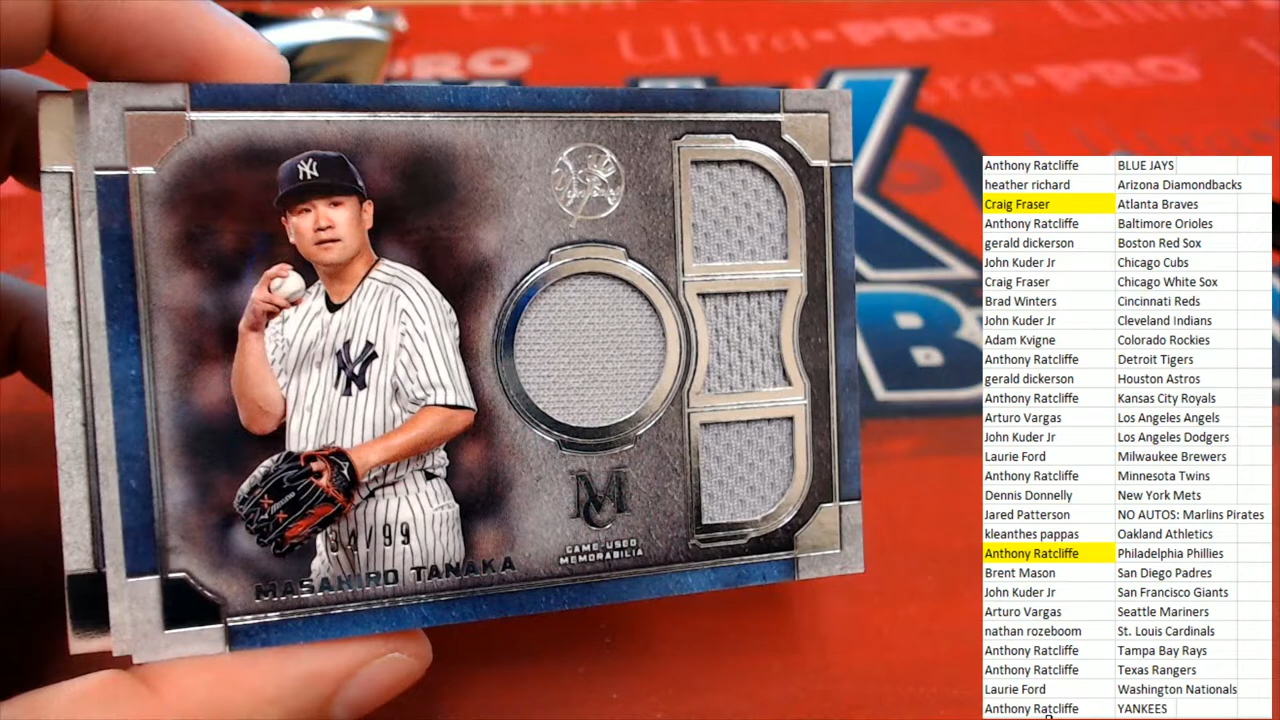 Ultra PRO
PRO
PRO
B
NY
NY
34/99
MASAHIRO TANAKA
M
GAME-USED
MEMORABILIA
Anthony Ratcliffe BLUE JAYS
heather richard Arizona Diamondbacks
Craig Fraser Atlanta Braves
Anthony Ratcliffe Baltimore Orioles
gerald dickerson Boston Red Sox
John Kuder Jr Chicago Cubs
Craig Fraser Chicago White Sox
Brad Winters Cincinnati Reds
John Kuder Jr Cleveland Indians
Adam Kvigne Colorado Rockies
Anthony Ratcliffe Detroit Tigers
gerald dickerson Houston Astros
Anthony Ratcliffe Kansas City Royals
Arturo Vargas Los Angeles Angels
John Kuder Jr Los Angeles Dodgers
Laurie Ford Milwaukee Brewers
Anthony Ratcliffe Minnesota Twins
Dennis Donnelly New York Mets
Jared Patterson NO AUTOS: Marlins Pirates
kleanthes pappas Oakland Athletics
Anthony Ratcliffe Philadelphia Phillies
Brent Mason San Diego Padres
John Kuder Jr San Francisco Giants
Arturo Vargas Seattle Mariners
nathan rozeboom St. Louis Cardinals
Anthony Ratcliffe Tampa Bay Rays
Anthony Ratcliffe Texas Rangers
Laurie Ford Washington Nationals
Anthony Ratcliffe YANKEES